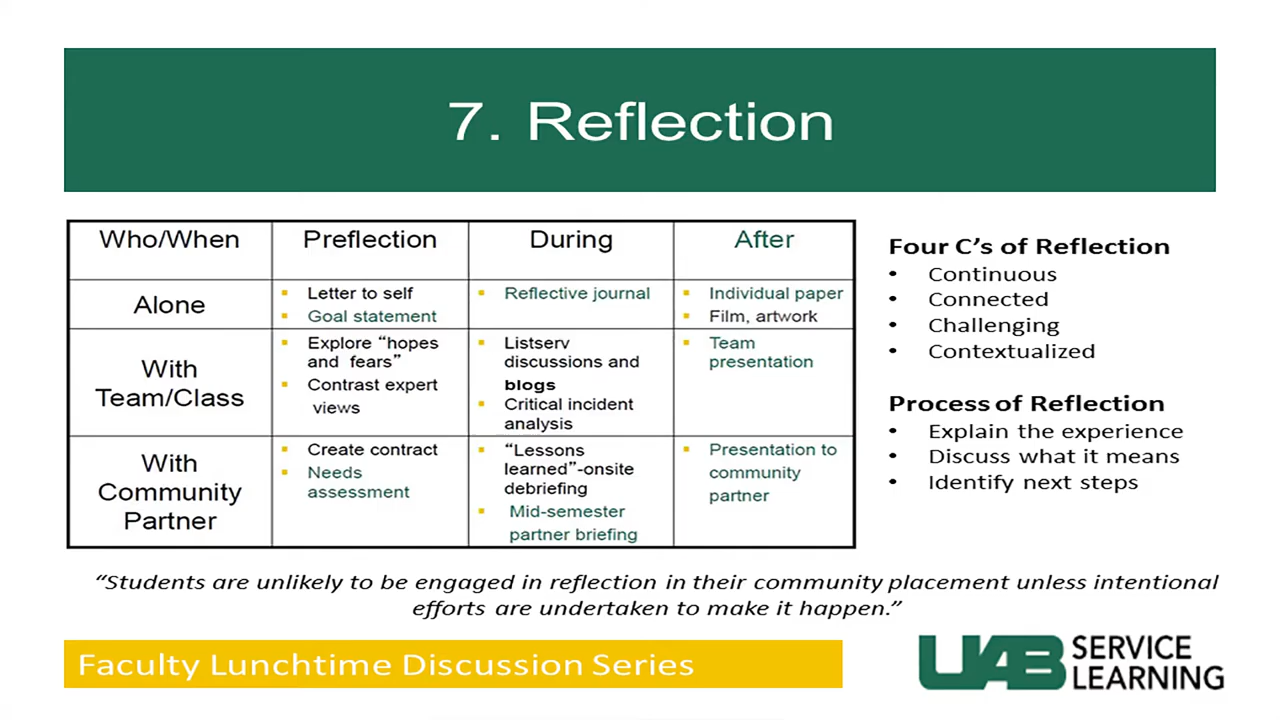 7. Reflection
Who/When
Preflection
During
After
Alone
Letter to self
Goal statement
Reflective journal
Individual paper
Film, artwork
With
Team/Class
Explore “hopes
and fears”
Contrast expert
views
Listserv
discussions and
blogs
Critical incident
analysis
Team
presentation
With
Community
Partner
Create contract
Needs
assessment
“Lessons
learned”-onsite
debriefing
Mid-semester
partner briefing
Presentation to
community
partner
Four C’s of Reflection
• Continuous
• Connected
• Challenging
• Contextualized
Process of Reflection
• Explain the experience
• Discuss what it means
• Identify next steps
“Students are unlikely to be engaged in reflection in their community placement unless intentional
efforts are undertaken to make it happen.”
Faculty Lunchtime Discussion Series
UAB
SERVICE
LEARNING